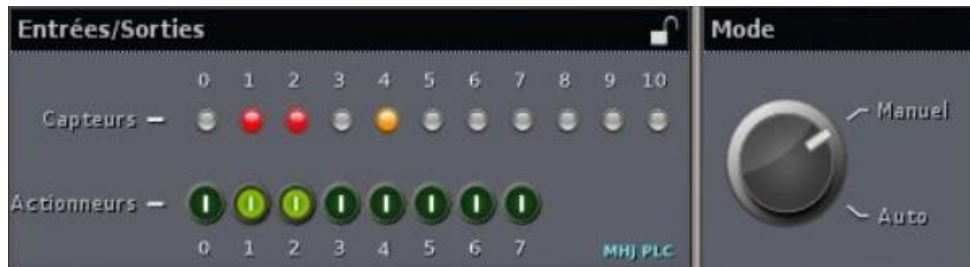 Entrées/Sorties
Mode
0 1 2 3 4 5 6 7 8 9 10
Capteurs
Manuel
Actionneurs
Auto
0 1 2 3 4 5 6 7
MHJ PLC